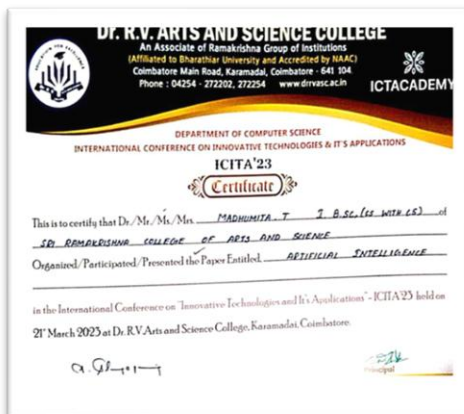 Dr. R.V. ARTS AND SCIENCE COLLEGE
An Associate of Ramakrishna Group of Institutions
(Affiliated to Bharathiar University and Accredited by NAAC)
Coimbatore Main Road, Karamadai, Coimbatore - 641 104.
Phone : 04254 - 272202, 272254 www.drrvasc.ac.in
ICTACADEMY
DEPARTMENT OF COMPUTER SCIENCE
INTERNATIONAL CONFERENCE ON INNOVATIVE TECHNOLOGIES & IT'S APPLICATIONS
ICITA'23
Certificate
This is to certify that Dr./Mr./Ms./Mrs. MADHUMITA. T I B.Sc. (CS WITH CS) of
SRI RAMAKRISHNA COLLEGE OF ARTS AND SCIENCE
Organized/Participated/Presented the Paper Entitled ARTIFICIAL INTELLIGENCE
in the International Conference on "Innovative Technologies and It's Applications" - ICITA'23 held on
21st March 2023 at Dr. R.V. Arts and Science College, Karamadai, Coimbatore.
Principal